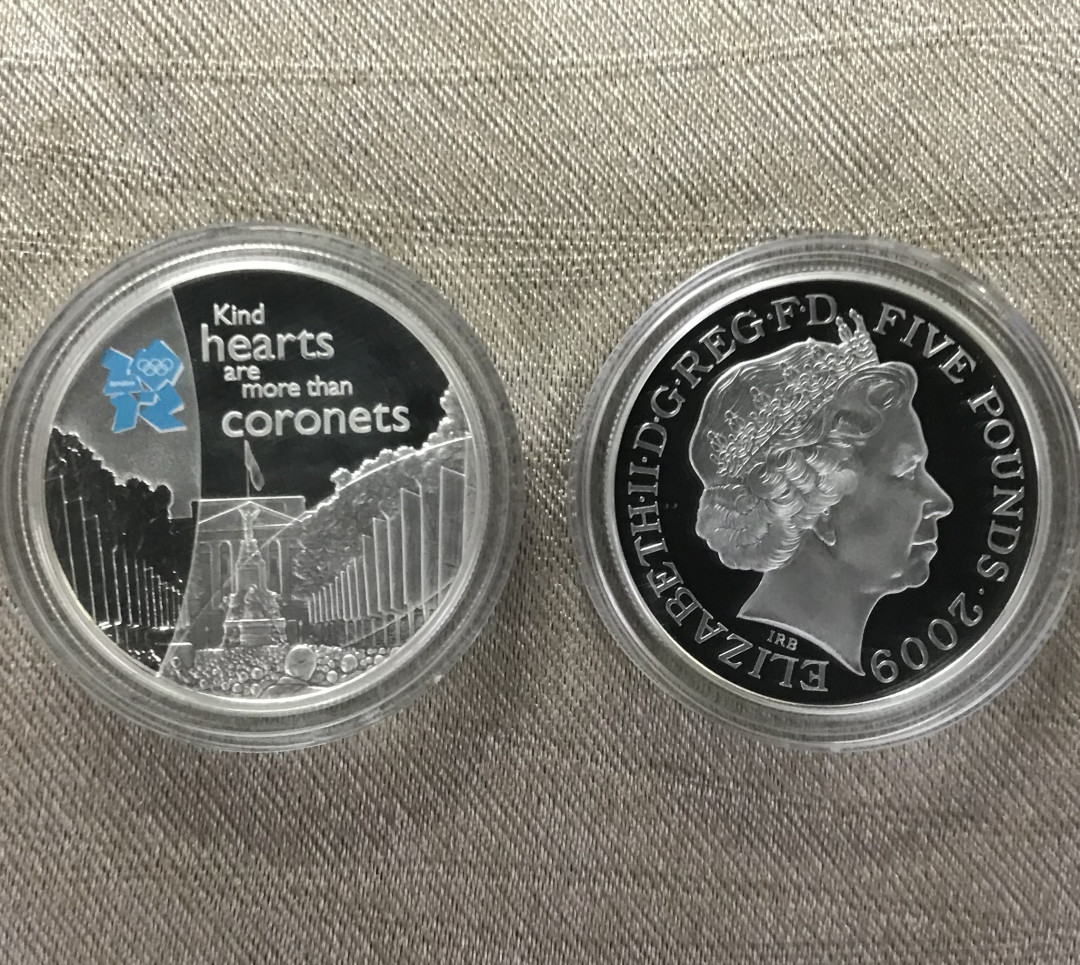 Kind
hearts
are
more than
coronets
ELIZABETH·II·D·G·REG·F·D
FIVE POUNDS·2009
IRB